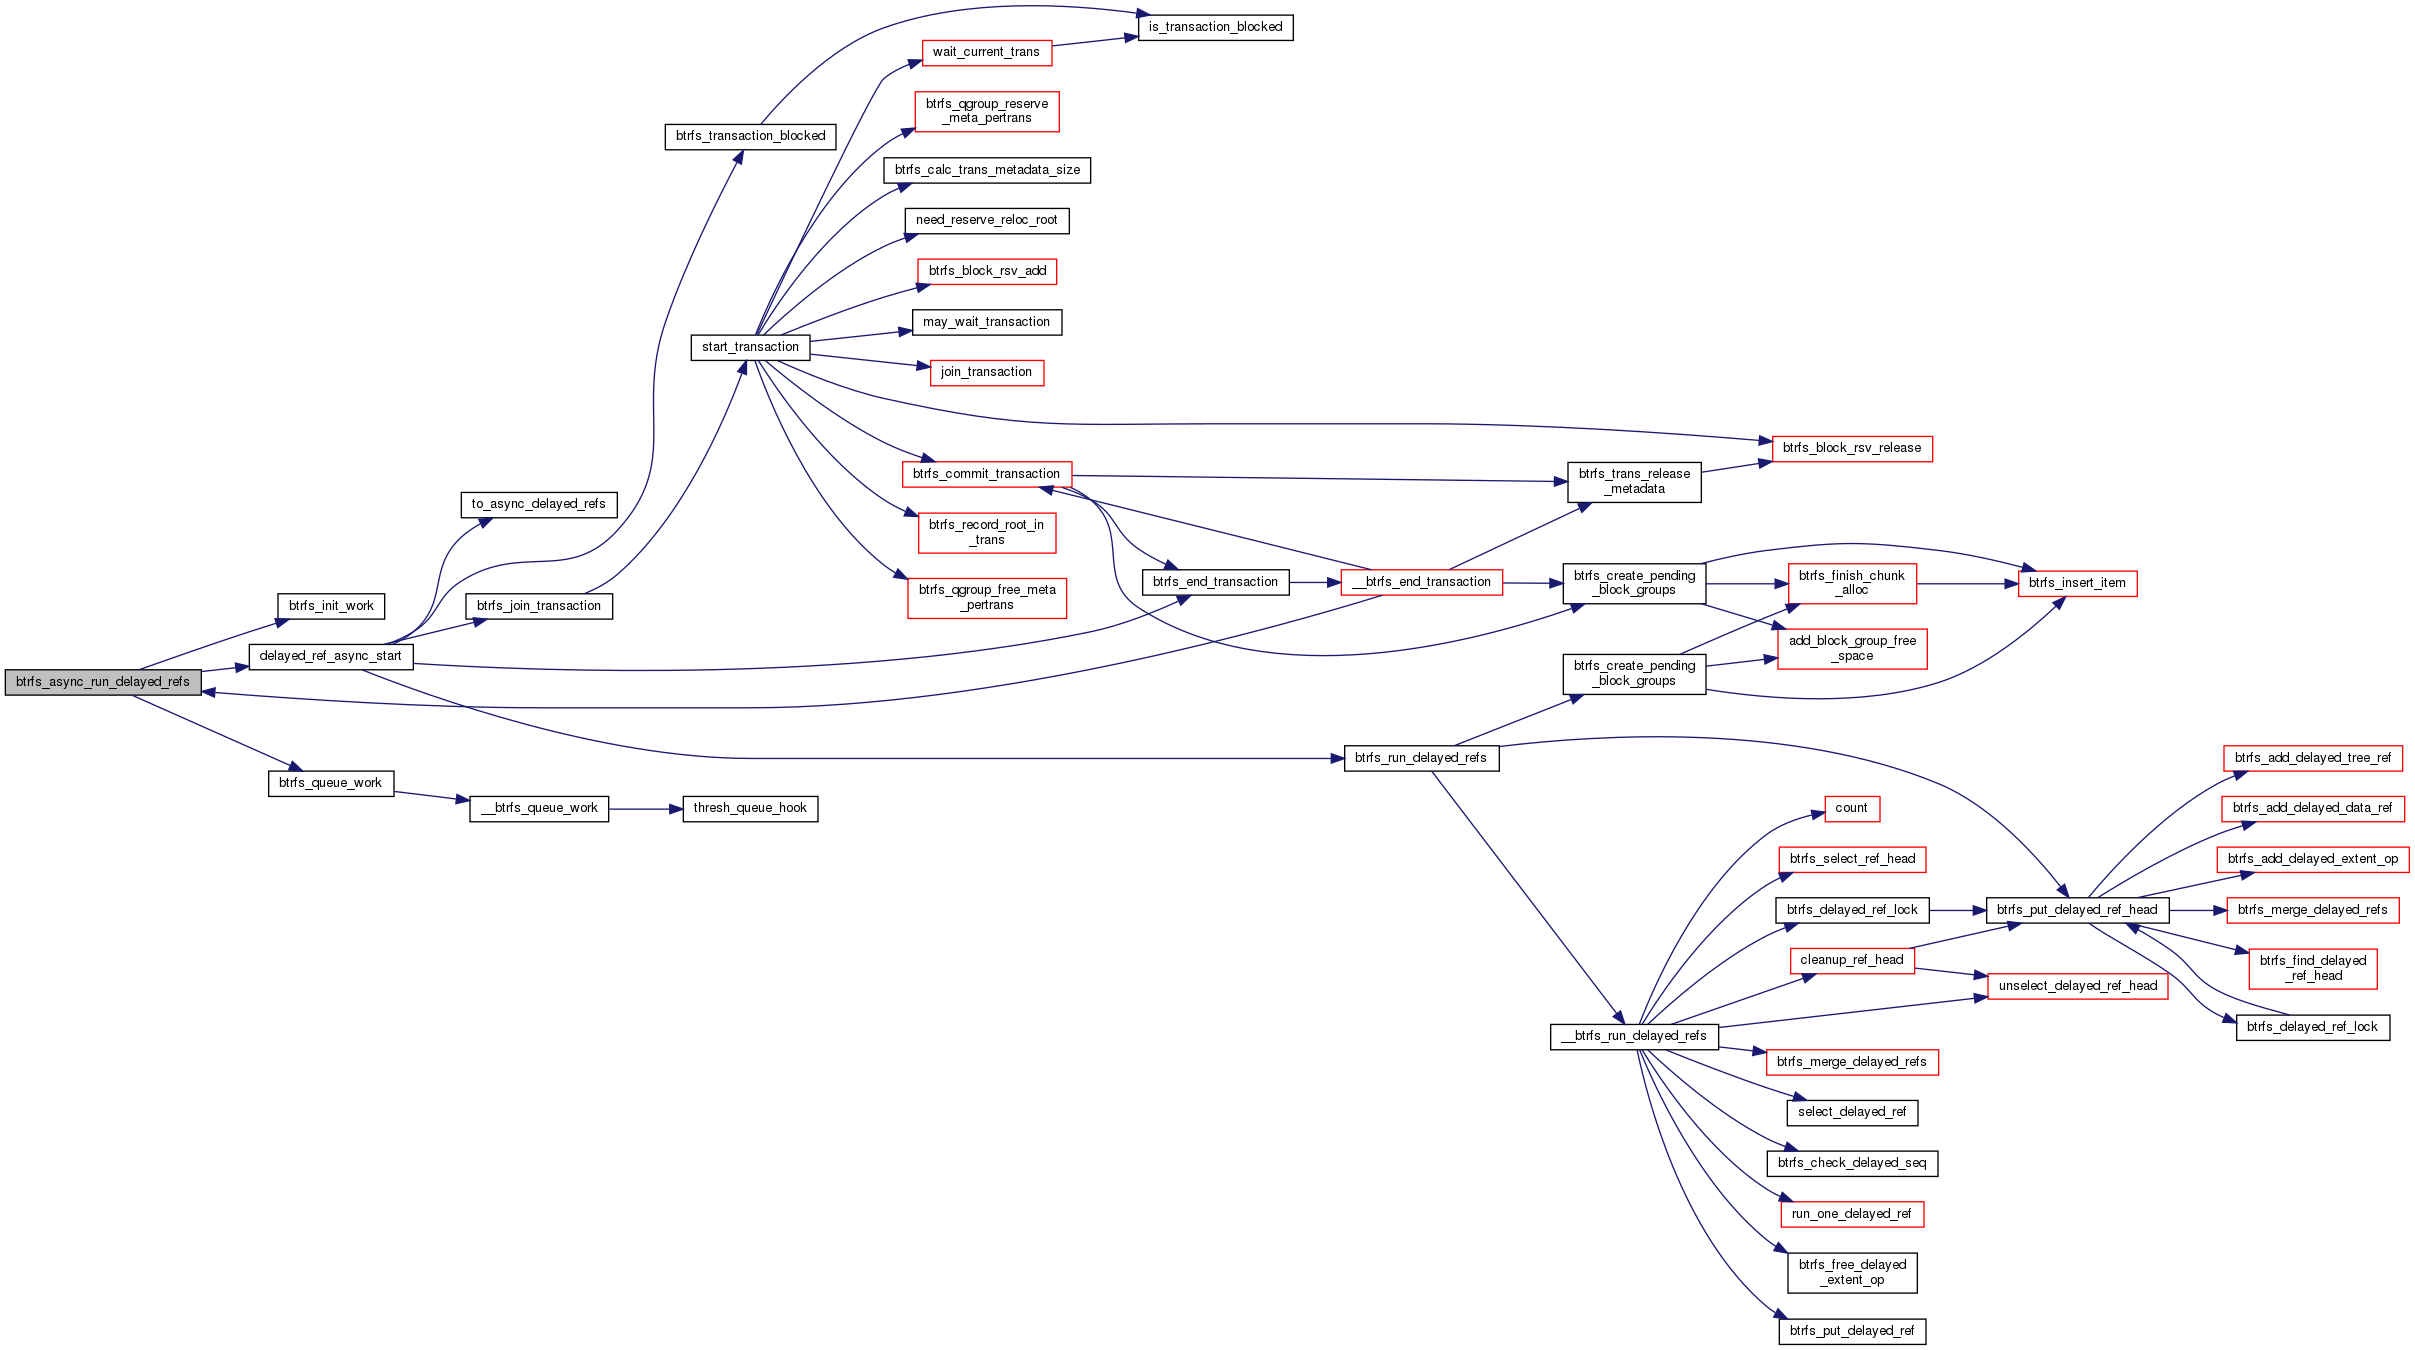 is_transaction_blocked
wait_current_trans
btrfs_qgroup_reserve
_meta_pertrans
btrfs_transaction_blocked
btrfs_calc_trans_metadata_size
need_reserve_reloc_root
btrfs_block_rsv_add
may_wait_transaction
start_transaction
join_transaction
btrfs_block_rsv_release
btrfs_commit_transaction
btrfs_trans_release
_metadata
to_async_delayed_refs
btrfs_record_root_in
_trans
btrfs_end_transaction
__btrfs_end_transaction
btrfs_create_pending
_block_groups
btrfs_finish_chunk
_alloc
btrfs_insert_item
btrfs_qgroup_free_meta
_pertrans
btrfs_init_work
btrfs_join_transaction
add_block_group_free
_space
delayed_ref_async_start
btrfs_create_pending
_block_groups
btrfs_async_run_delayed_refs
btrfs_run_delayed_refs
btrfs_add_delayed_tree_ref
btrfs_queue_work
__btrfs_queue_work
thresh_queue_hook
count
btrfs_add_delayed_data_ref
btrfs_select_ref_head
btrfs_add_delayed_extent_op
btrfs_delayed_ref_lock
btrfs_put_delayed_ref_head
btrfs_merge_delayed_refs
cleanup_ref_head
btrfs_find_delayed
_ref_head
unselect_delayed_ref_head
btrfs_delayed_ref_lock
__btrfs_run_delayed_refs
btrfs_merge_delayed_refs
select_delayed_ref
btrfs_check_delayed_seq
run_one_delayed_ref
btrfs_free_delayed
_extent_op
btrfs_put_delayed_ref